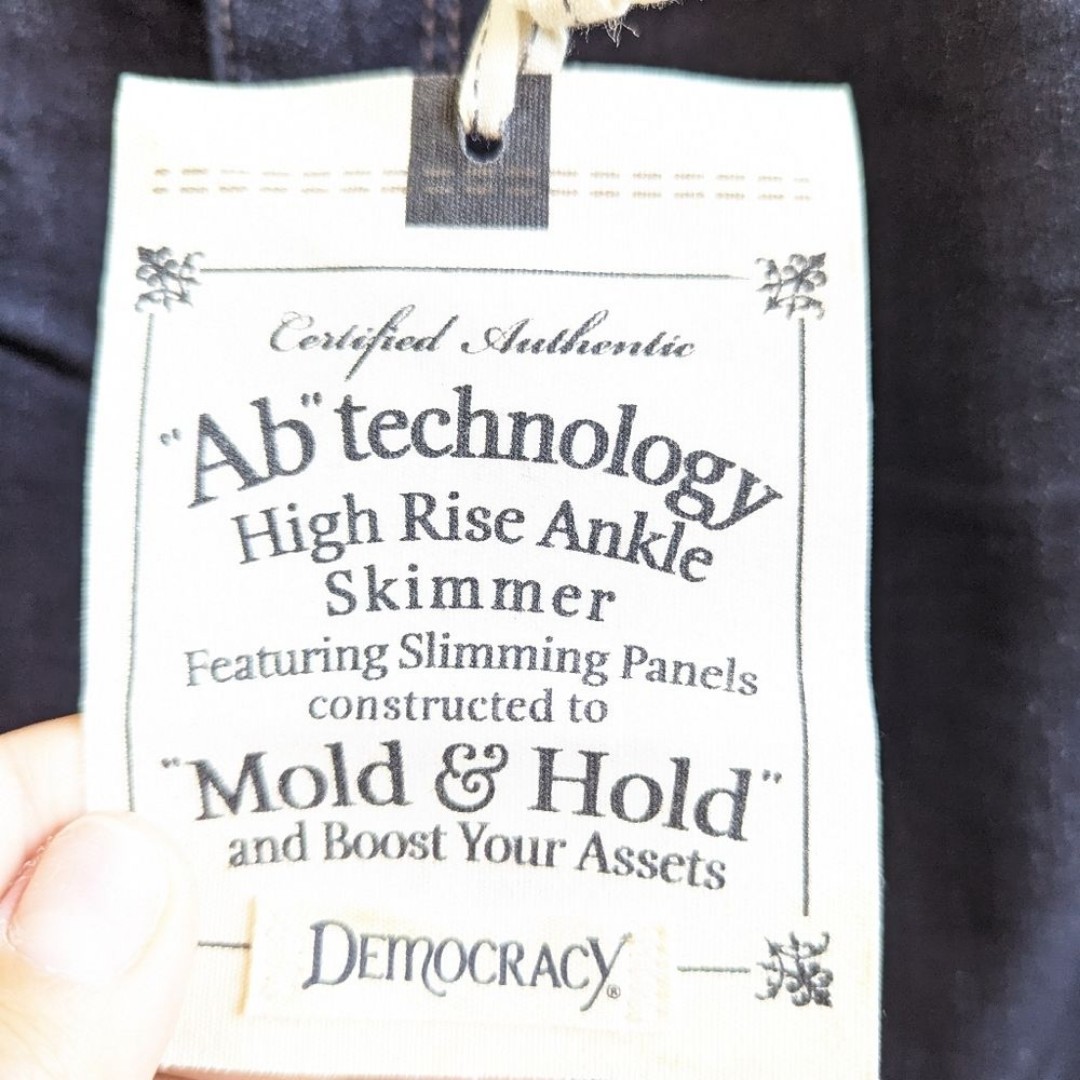 Certified Authentic
"Ab" technology
High Rise Ankle
Skimmer
Featuring Slimming Panels
constructed to
"Mold & Hold"
and Boost Your Assets
DEMOCRACY®